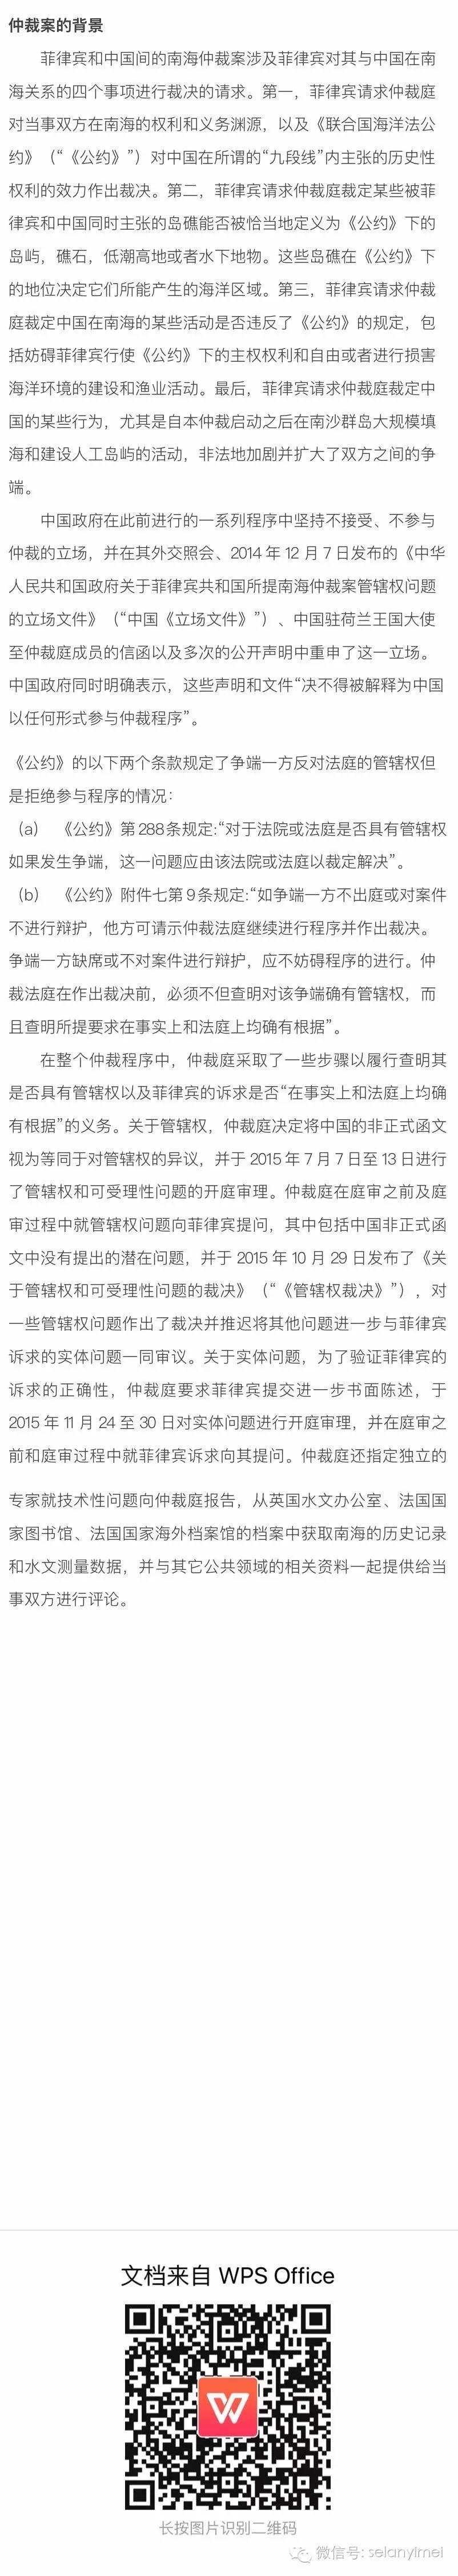 仲裁案的背景
菲律宾和中国间的南海仲裁案涉及菲律宾对其与中国在南
海关系的四个事项进行裁决的请求。第一，菲律宾请求仲裁庭
对当事双方在南海的权利和义务渊源，以及《联合国海洋法公
约》（“《公约》”）对中国在所谓的“九段线”内主张的历史性
权利的效力作出裁决。第二，菲律宾请求仲裁庭裁定某些被菲
律宾和中国同时主张的岛礁能否被恰当地定义为《公约》下的
岛屿，礁石，低潮高地或者水下地物。这些岛礁在《公约》下
的地位决定它们所能产生的海洋区域。第三，菲律宾请求仲裁
庭裁定中国在南海的某些活动是否违反了《公约》的规定，包
括妨碍菲律宾行使《公约》下的主权权利和自由或者进行损害
海洋环境的建设和渔业活动。最后，菲律宾请求仲裁庭裁定中
国的某些行为，尤其是自本仲裁启动之后在南沙群岛大规模填
海和建设人工岛屿的活动，非法地加剧并扩大了双方之间的争
端。
中国政府在此前进行的一系列程序中坚持不接受、不参与
仲裁的立场，并在其外交照会、2014 年 12 月 7 日发布的《中华
人民共和国政府关于菲律宾共和国所提南海仲裁案管辖权问题
的立场文件》（“中国《立场文件》”）、中国驻荷兰王国大使
至仲裁庭成员的信函以及多次的公开声明中重申了这一立场。
中国政府同时明确表示，这些声明和文件“决不得被解释为中国
以任何形式参与仲裁程序”。
《公约》的以下两个条款规定了争端一方反对法庭的管辖权但
是拒绝参与程序的情况：
（a） 《公约》第288条规定:“对于法院或法庭是否具有管辖权
如果发生争端，这一问题应由该法院或法庭以裁定解决”。
（b） 《公约》附件七第9条规定:“如争端一方不出庭或对案件
不进行辩护，他方可请示仲裁法庭继续进行程序并作出裁决。
争端一方缺席或不对案件进行辩护，应不妨碍程序的进行。仲
裁法庭在作出裁决前，必须不但查明对该争端确有管辖权，而
且查明所提要求在事实上和法庭上均确有根据”。
在整个仲裁程序中，仲裁庭采取了一些步骤以履行查明其
是否具有管辖权以及菲律宾的诉求是否“在事实上和法庭上均确
有根据”的义务。关于管辖权，仲裁庭决定将中国的非正式函文
视为等同于对管辖权的异议，并于 2015 年 7 月 7 日至 13 日进行
了管辖权和可受理性问题的开庭审理。仲裁庭在庭审之前及庭
审过程中就管辖权问题向菲律宾提问，其中包括中国非正式函
文中没有提出的潜在问题，并于 2015 年 10 月 29 日发布了《关
于管辖权和可受理性问题的裁决》（“《管辖权裁决》”），对
一些管辖权问题作出了裁决并推迟将其他问题进一步与菲律宾
诉求的实体问题一同审议。关于实体问题，为了验证菲律宾的
诉求的正确性，仲裁庭要求菲律宾提交进一步书面陈述，于
2015 年 11 月 24 至 30 日对实体问题进行开庭审理，并在庭审之
前和庭审过程中就菲律宾诉求向其提问。仲裁庭还指定独立的
专家就技术性问题向仲裁庭报告，从英国水文办公室、法国国
家图书馆、法国国家海外档案馆的档案中获取南海的历史记录
和水文测量数据，并与其它公共领域的相关资料一起提供给当
事双方进行评论。
文档来自 WPS Office
长按图片识别二维码
微信号: selanyimei